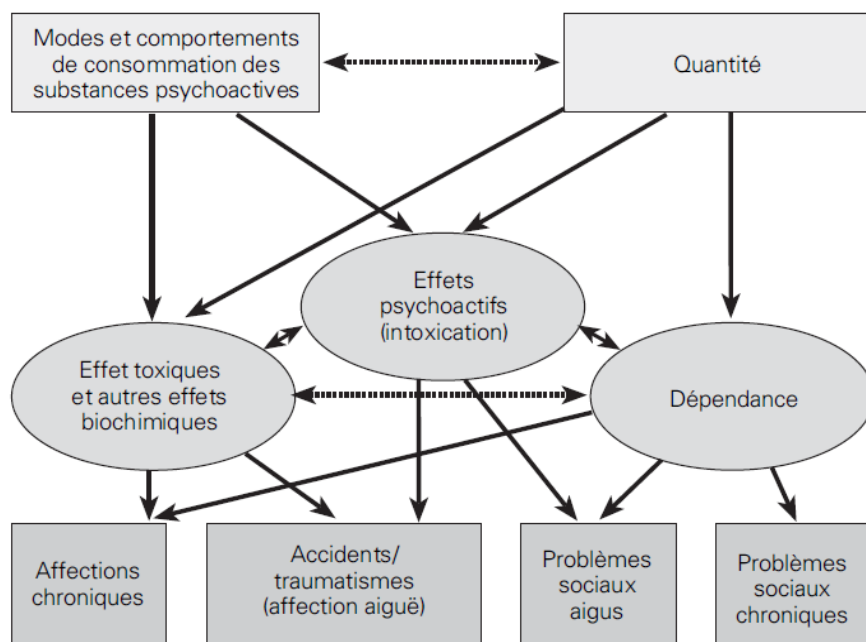 Modes et comportements
de consommation des
substances psychoactives
Quantité
Effets
psychoactifs
(intoxication)
Effet toxiques
et autres effets
biochimiques
Dépendance
Affections
chroniques
Accidents/
traumatismes
(affection aiguë)
Problèmes
sociaux
aigus
Problèmes
sociaux
chroniques